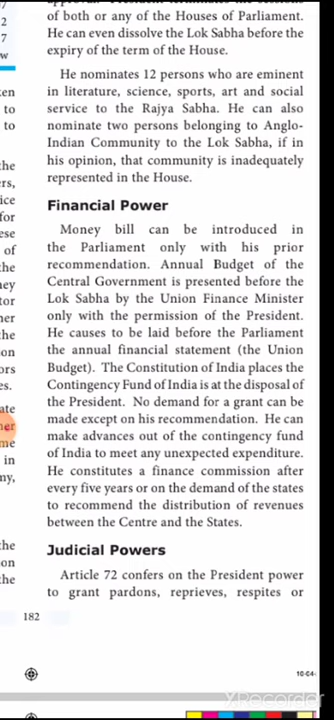 of both or any of the Houses of Parliament.
He can even dissolve the Lok Sabha before the
expiry of the term of the House.
He nominates 12 persons who are eminent
in literature, science, sports, art and social
service to the Rajya Sabha. He can also
nominate two persons belonging to Anglo-
Indian Community to the Lok Sabha, if in
his opinion, that community is inadequately
represented in the House.
Financial Power
Money bill can be introduced in
the Parliament only with his prior
recommendation. Annual Budget of the
Central Government is presented before the
Lok Sabha by the Union Finance Minister
only with the permission of the President.
He causes to be laid before the Parliament
the annual financial statement (the Union
Budget). The Constitution of India places the
Contingency Fund of India is at the disposal of
the President. No demand for a grant can be
made except on his recommendation. He can
make advances out of the contingency fund
of India to meet any unexpected expenditure.
He constitutes a finance commission after
every five years or on the demand of the states
to recommend the distribution of revenues
between the Centre and the States.
Judicial Powers
Article 72 confers on the President power
to grant pardons, reprieves, respites or
182
10-04-
XRecorder